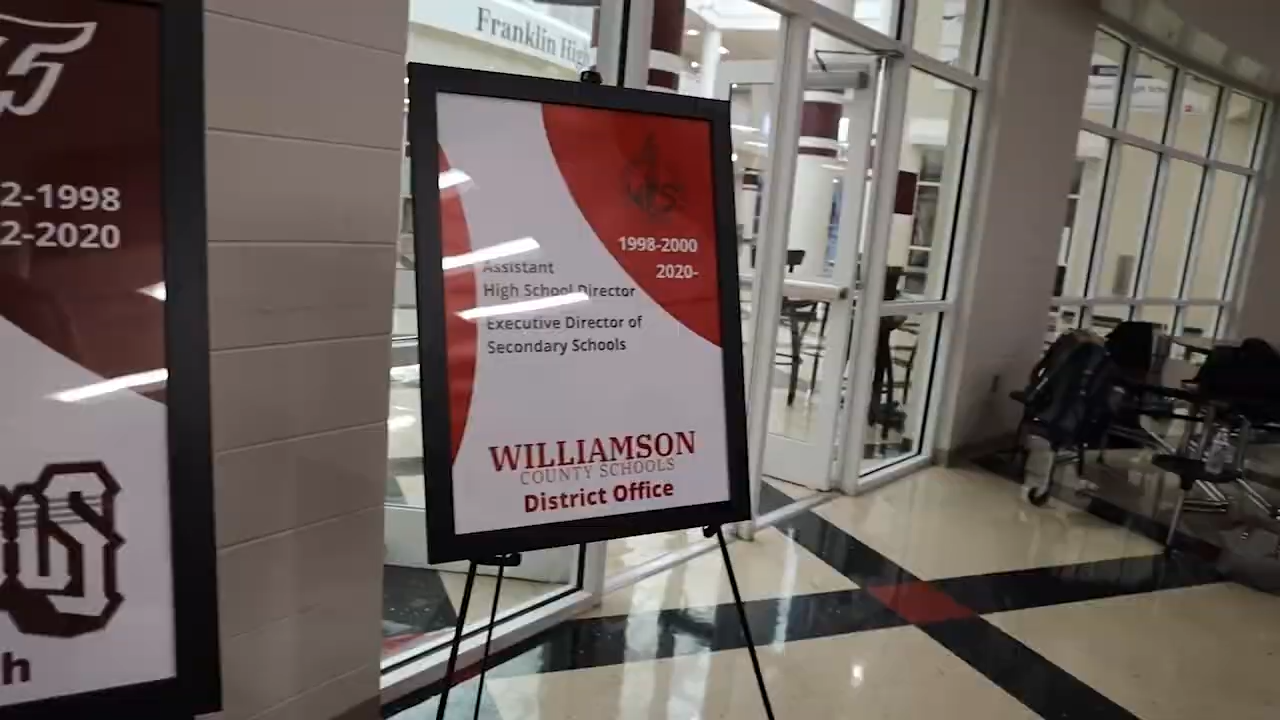 2-1998
2-2020
h
Franklin High
WCS
1998-2000
2020-
Assistant
High School Director
Executive Director of
Secondary Schools
WILLIAMSON
COUNTY SCHOOLS
District Office